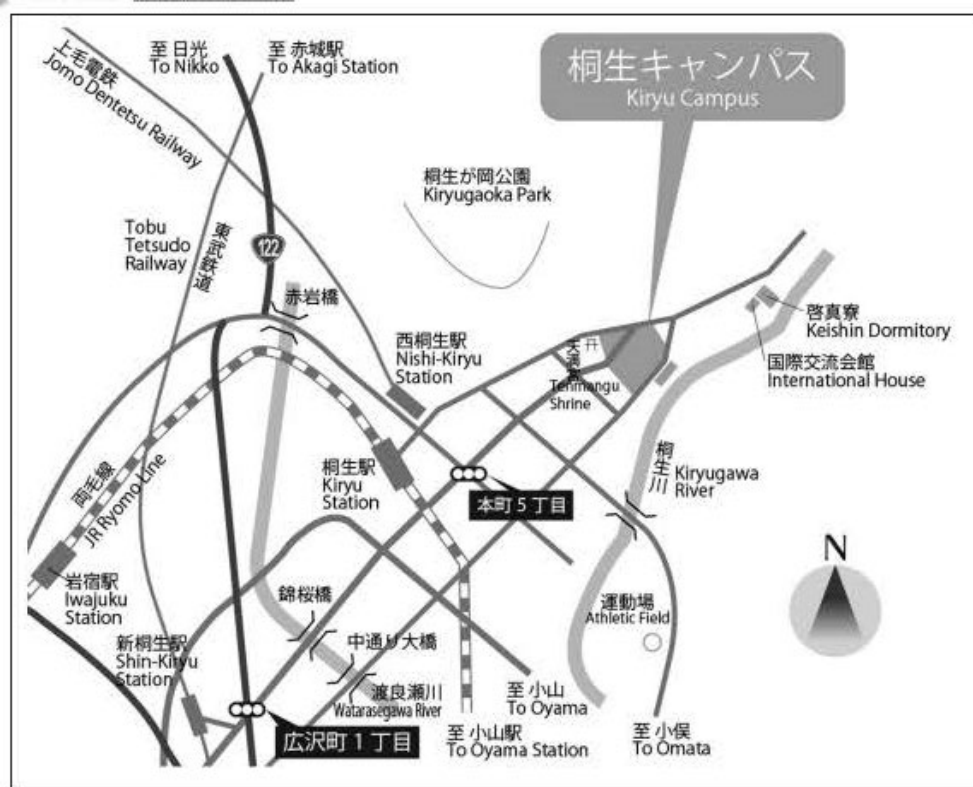 上毛電鉄
Jomo Dentetsu Railway
至 日光
To Nikko
至 赤城駅
To Akagi Station
桐生キャンパス
Kiryu Campus
桐生が岡公園
Kiryugaoka Park
Tobu
Tetsudo
Railway
東武鉄道
122
赤岩橋
西桐生駅
Nishi-Kiryu
Station
天満宮
Tenmangu
Shrine
啓真寮
Keishin Dormitory
国際交流会館
International House
両毛線
JR Ryomo Line
桐生駅
Kiryu
Station
本町 5 丁目
桐生川
Kiryugawa
River
N
岩宿駅
Iwajuku
Station
錦桜橋
運動場
Athletic Field
新桐生駅
Shin-Kiryu
Station
中通り大橋
渡良瀬川
Watarasegawa River
広沢町 1 丁目
至 小山
To Oyama
至 小山駅
To Oyama Station
至 小俣
To Omata